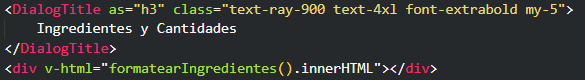 <DialogTitle as="h3" class="text-ray-900 text-4xl font-extrabold my-5">
Ingredientes y Cantidades
</DialogTitle>
<div v-html="formatearIngredientes().innerHTML"></div>